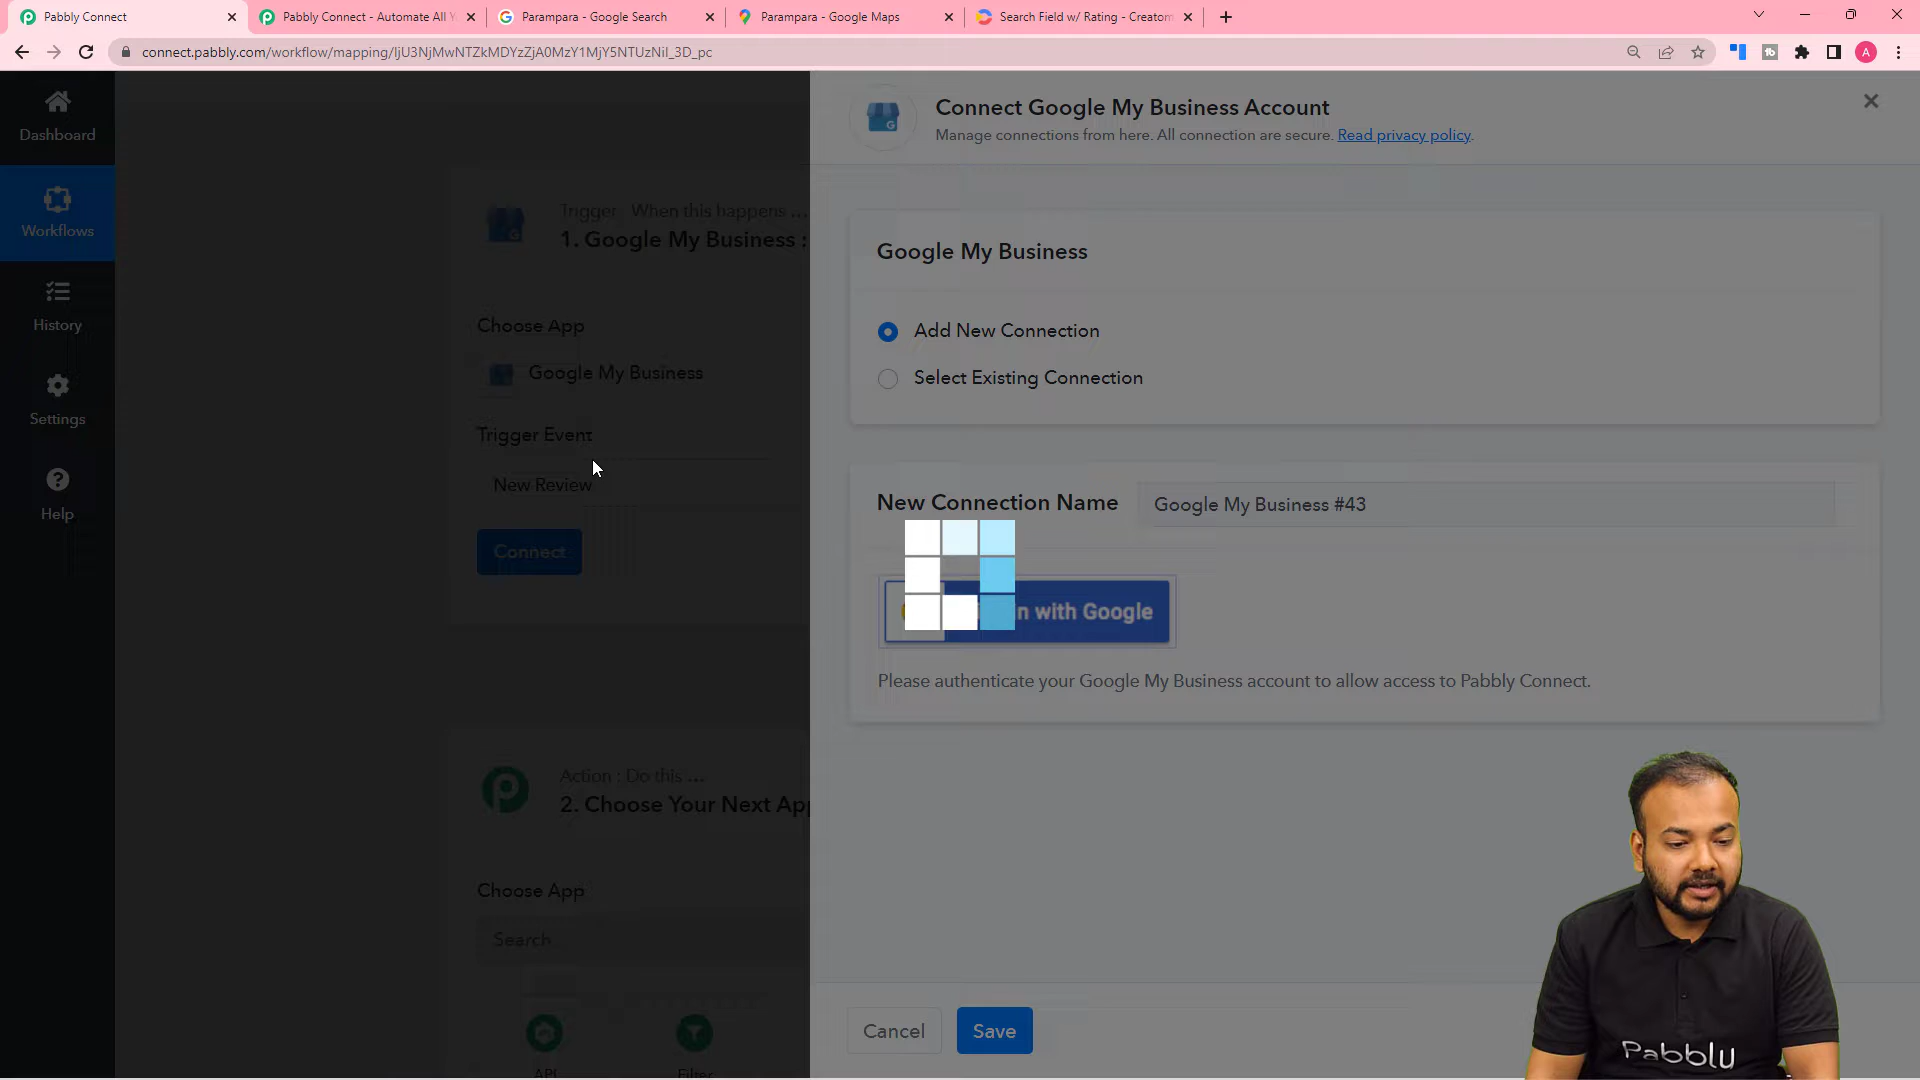 Pabbly Connect
Pabbly Connect - Automate All Y
Parampara - Google Search
Parampara - Google Maps
Search Field w/ Rating - Creatom
connect.pabbly.com/workflow/mapping/IjU3NjMwNTZkMDYzZjA0MzY1MjY5NTUzNiI_3D_pc
A
Dashboard
Workflows
History
Settings
Help
Trigger : When this happens ...
1. Google My Business :
Choose App
Google My Business
Trigger Event
New Review
Connect
Action : Do this ...
2. Choose Your Next App
Choose App
Search
API
Filter
Connect Google My Business Account
Manage connections from here. All connection are secure. Read privacy policy.
Google My Business
Add New Connection
Select Existing Connection
New Connection Name
Google My Business #43
with Google
Please authenticate your Google My Business account to allow access to Pabbly Connect.
Cancel
Save
Pabbly